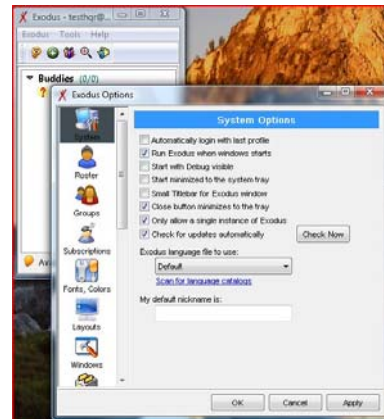 Exodus - testhqr@...
Exodus Tools Help
Buddies (0/0)
Exodus Options
System
Roster
Groups
Subscriptions
Fonts, Colors
Layouts
Windows
System Options
Automatically login with last profile
Run Exodus when windows starts
Start with Debug visible
Start minimized to the system tray
Small Titlebar for Exodus window
Close button minimizes to the tray
Only allow a single instance of Exodus
Check for updates automatically
Check Now
Exodus language file to use:
Default
Scan for language catalogs
My default nickname is:
OK Cancel Apply